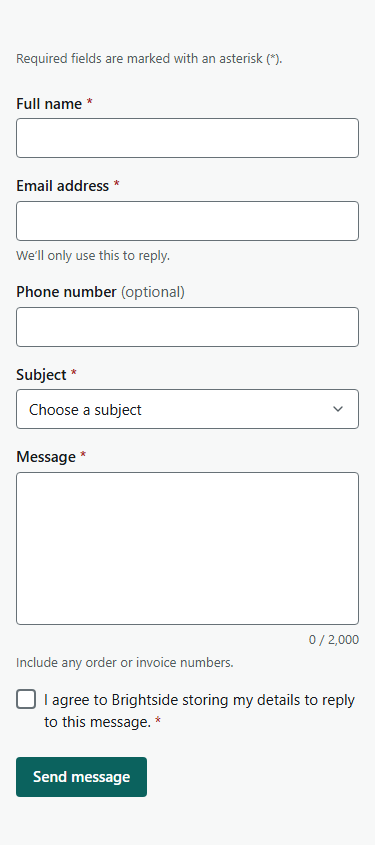 Required fields are marked with an asterisk (*).
Full name *
Email address *
We'll only use this to reply.
Phone number (optional)
Subject *
Choose a subject
Message *
0 / 2,000
Include any order or invoice numbers.
I agree to Brightside storing my details to reply
to this message. *
Send message